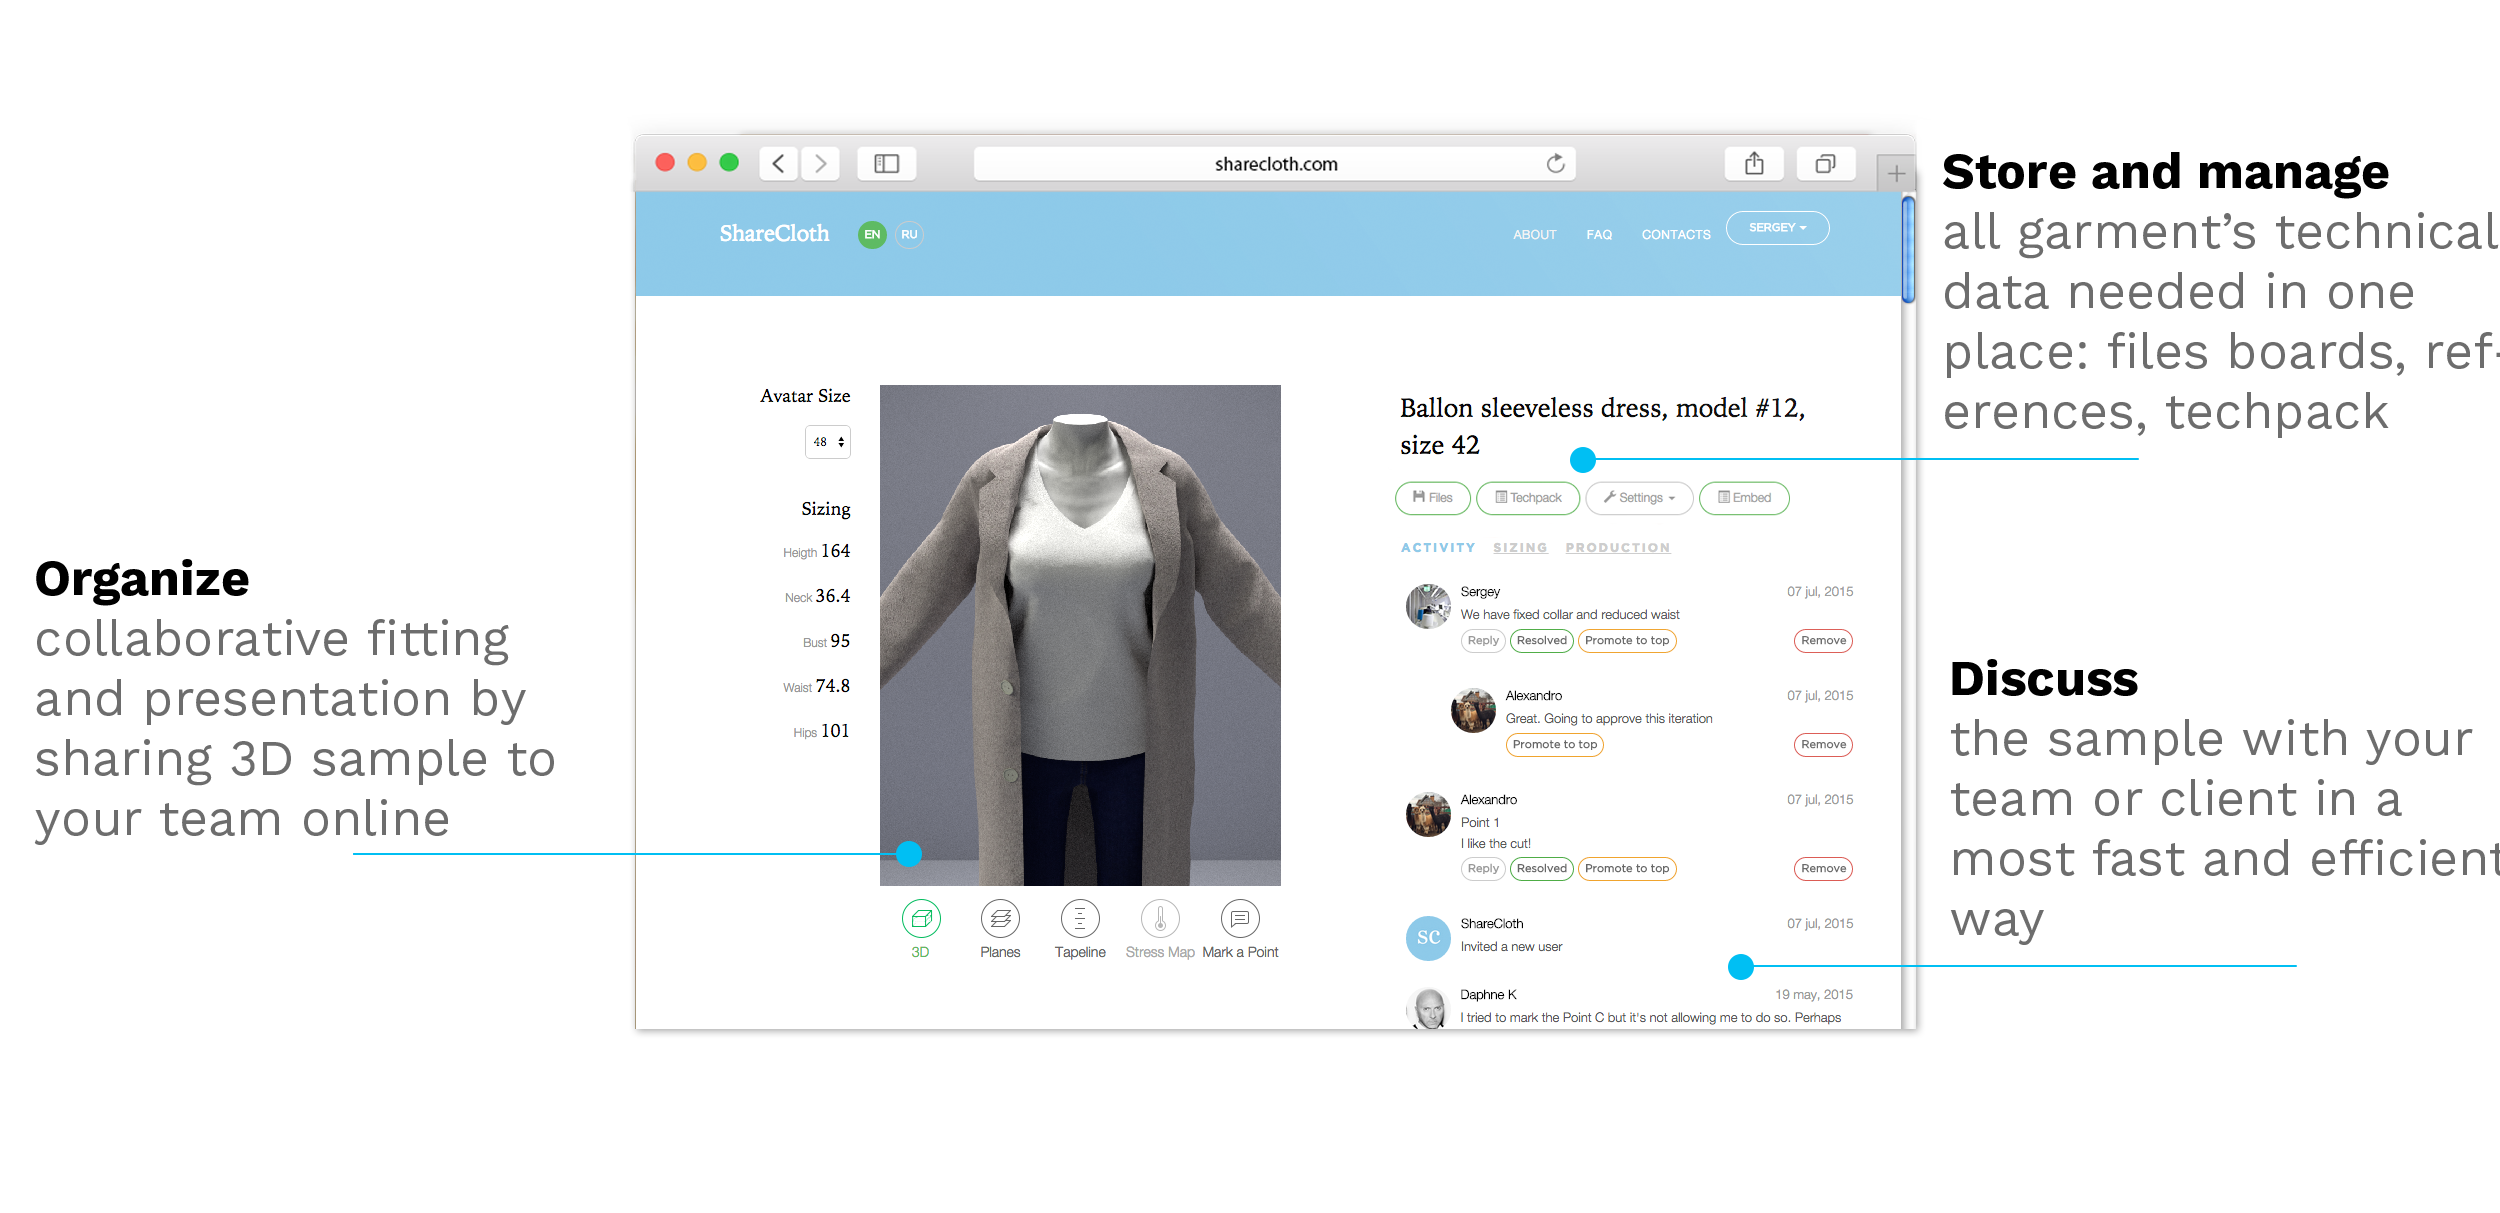 sharecloth.com
ShareCloth
EN
RU
ABOUT
FAQ
CONTACTS
SERGEY
Store and manage
all garment’s technical
data needed in one
place: files boards, ref-
erences, techpack
Organize
collaborative fitting
and presentation by
sharing 3D sample to
your team online
Avatar Size
48
Sizing
Heigth 164
Neck 36.4
Bust 95
Waist 74.8
Hips 101
3D
Planes
Tapeline
Stress Map
Mark a Point
Ballon sleeveless dress, model #12,
size 42
Files
Techpack
Settings
Embed
ACTIVITY
SIZING
PRODUCTION
Sergey
07 jul, 2015
We have fixed collar and reduced waist
Reply
Resolved
Promote to top
Remove
Alexandro
07 jul, 2015
Great. Going to approve this iteration
Promote to top
Remove
Alexandro
07 jul, 2015
Point 1
I like the cut!
Reply
Resolved
Promote to top
Remove
SC
ShareCloth
07 jul, 2015
Invited a new user
Daphne K
19 may, 2015
I tried to mark the Point C but it's not allowing me to do so. Perhaps
Discuss
the sample with your
team or client in a
most fast and efficient
way